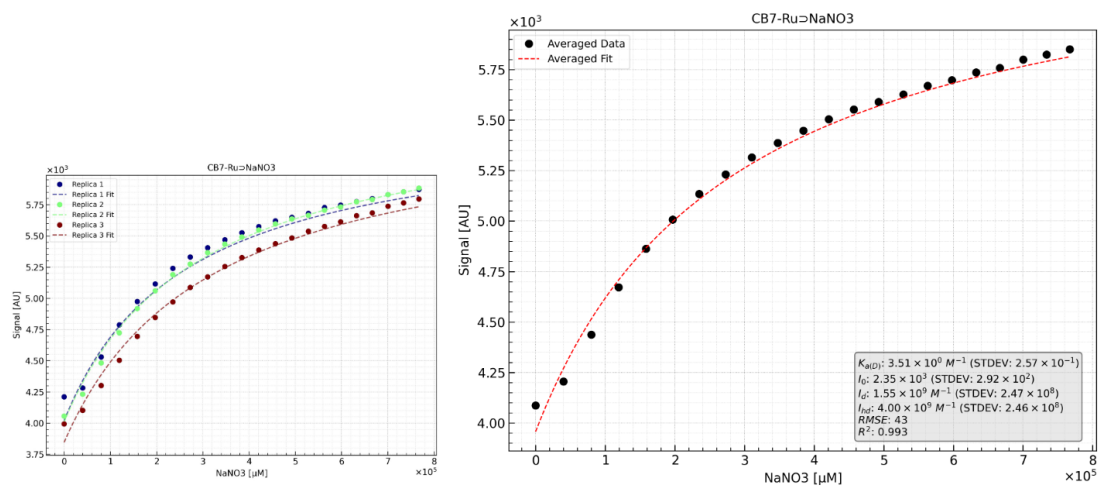 CB7-Ru⊃NaNO3
×10³
Replica 1
Replica 1 Fit
Replica 2
Replica 2 Fit
Replica 3
Replica 3 Fit
Signal [AU]
5.75
5.50
5.25
5.00
4.75
4.50
4.25
4.00
3.75
0 1 2 3 4 5 6 7 8
×10⁵
NaNO3 [µM]
CB7-Ru⊃NaNO3
×10³
Averaged Data
Averaged Fit
Signal [AU]
5.75
5.50
5.25
5.00
4.75
4.50
4.25
4.00
K_a(D): 3.51 × 10⁰ M⁻¹ (STDEV: 2.57 × 10⁻¹)
I₀: 2.35 × 10³ (STDEV: 2.92 × 10²)
I_d: 1.55 × 10⁹ M⁻¹ (STDEV: 2.47 × 10⁸)
I_hd: 4.00 × 10⁹ M⁻¹ (STDEV: 2.46 × 10⁸)
RMSE: 43
R²: 0.993
0 1 2 3 4 5 6 7 8
×10⁵
NaNO3 [µM]